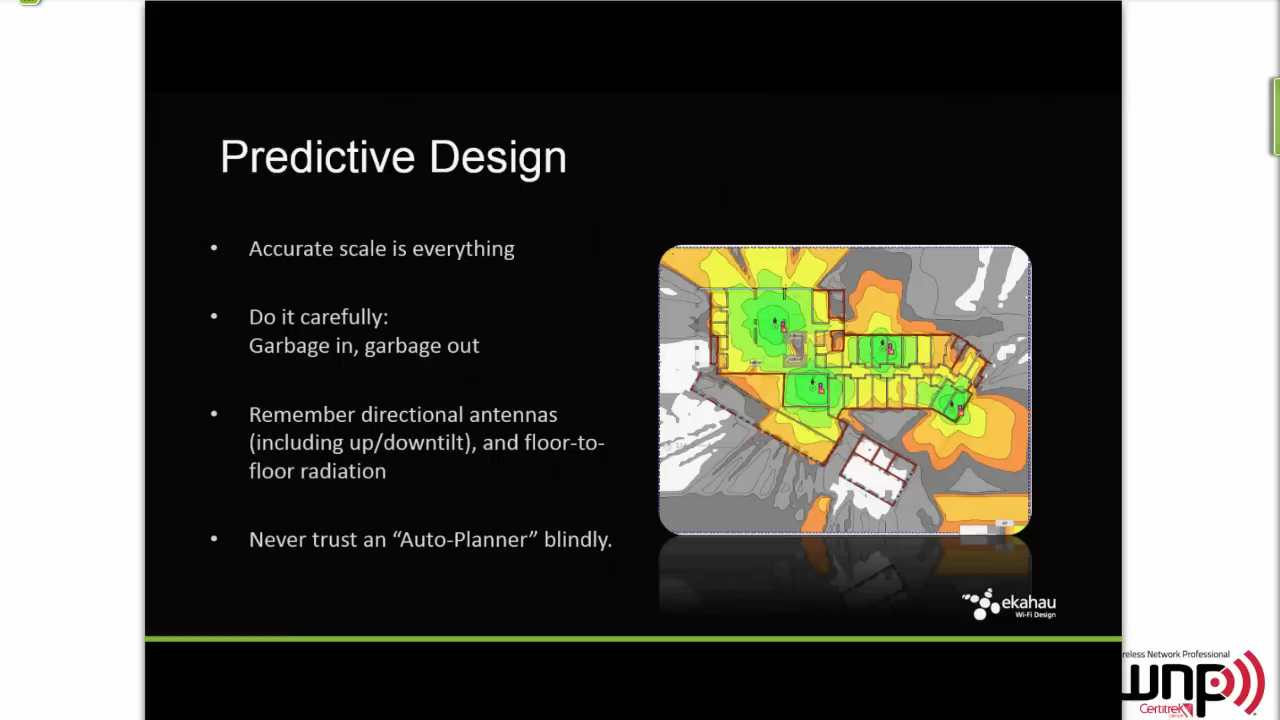 Predictive Design
• Accurate scale is everything
• Do it carefully:
Garbage in, garbage out
• Remember directional antennas
(including up/downtilt), and floor-to-
floor radiation
• Never trust an “Auto-Planner” blindly.
ekahau
Wi-Fi Design
reless Network Professional
wnp
Certitrek